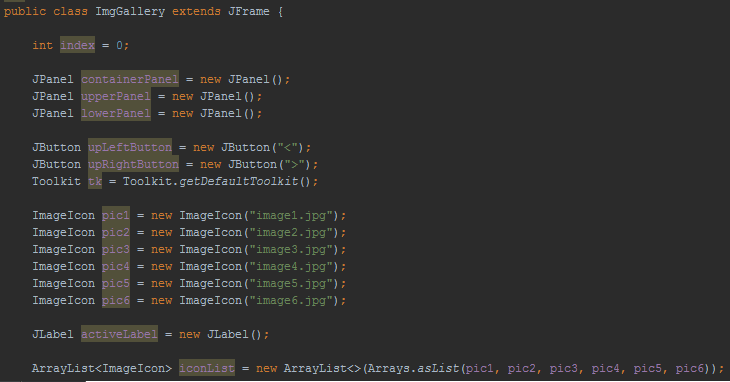 public class ImgGallery extends JFrame {
int index = 0;
JPanel containerPanel = new JPanel();
JPanel upperPanel = new JPanel();
JPanel lowerPanel = new JPanel();
JButton upLeftButton = new JButton("<");
JButton upRightButton = new JButton(">");
Toolkit tk = Toolkit.getDefaultToolkit();
ImageIcon pic1 = new ImageIcon("image1.jpg");
ImageIcon pic2 = new ImageIcon("image2.jpg");
ImageIcon pic3 = new ImageIcon("image3.jpg");
ImageIcon pic4 = new ImageIcon("image4.jpg");
ImageIcon pic5 = new ImageIcon("image5.jpg");
ImageIcon pic6 = new ImageIcon("image6.jpg");
JLabel activeLabel = new JLabel();
ArrayList<ImageIcon> iconList = new ArrayList<>(Arrays.asList(pic1, pic2, pic3, pic4, pic5, pic6));